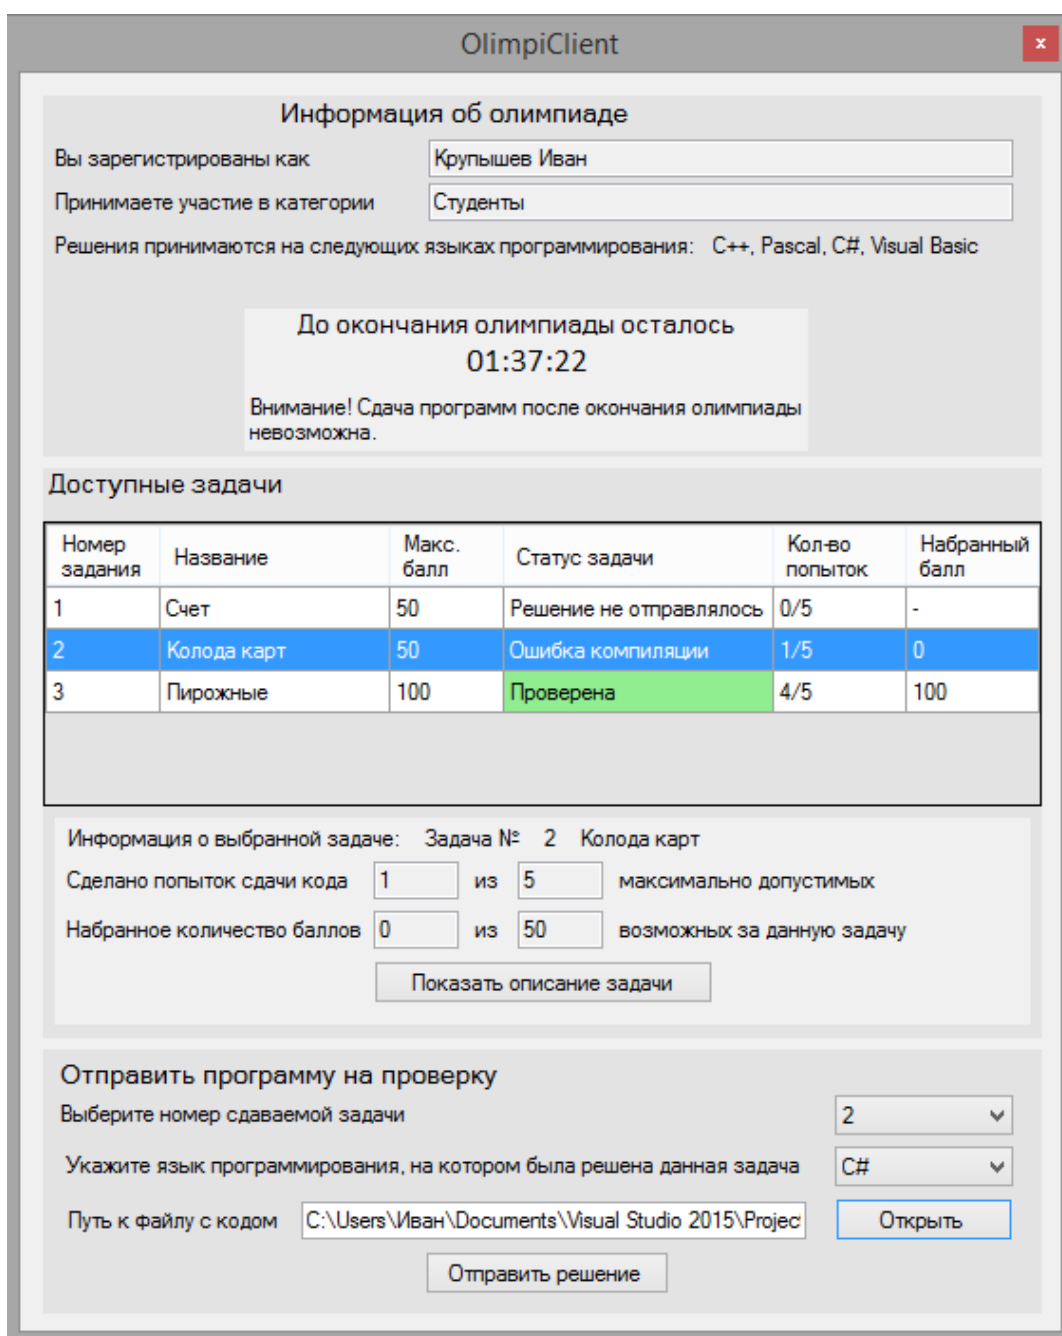 OlimpiClient
x
Информация об олимпиаде
Вы зарегистрированы как Крупышев Иван
Принимаете участие в категории Студенты
Решения принимаются на следующих языках программирования: C++, Pascal, C#, Visual Basic
До окончания олимпиады осталось
01:37:22
Внимание! Сдача программ после окончания олимпиады
невозможна.
Доступные задачи
Номер задания Название Макс. балл Статус задачи Кол-во попыток Набранный балл
1 Счет 50 Решение не отправлялось 0/5 -
2 Колода карт 50 Ошибка компиляции 1/5 0
3 Пирожные 100 Проверена 4/5 100
Информация о выбранной задаче: Задача № 2 Колода карт
Сделано попыток сдачи кода 1 из 5 максимально допустимых
Набранное количество баллов 0 из 50 возможных за данную задачу
Показать описание задачи
Отправить программу на проверку
Выберите номер сдаваемой задачи 2
Укажите язык программирования, на котором была решена данная задача C#
Путь к файлу с кодом C:\Users\Иван\Documents\Visual Studio 2015\Projec Открыть
Отправить решение